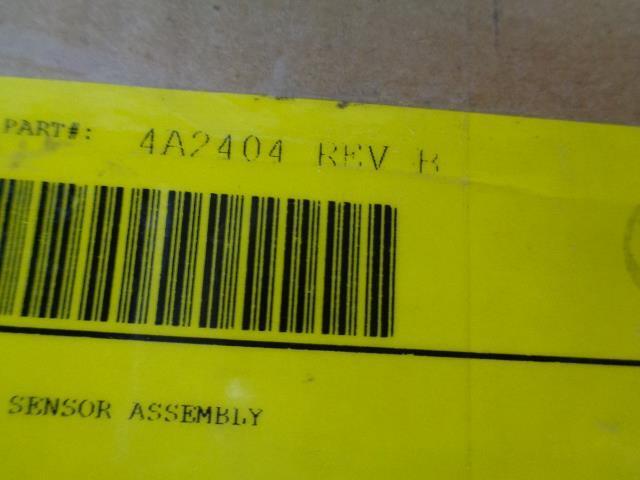 PART#: 4A2404 REV B
SENSOR ASSEMBLY